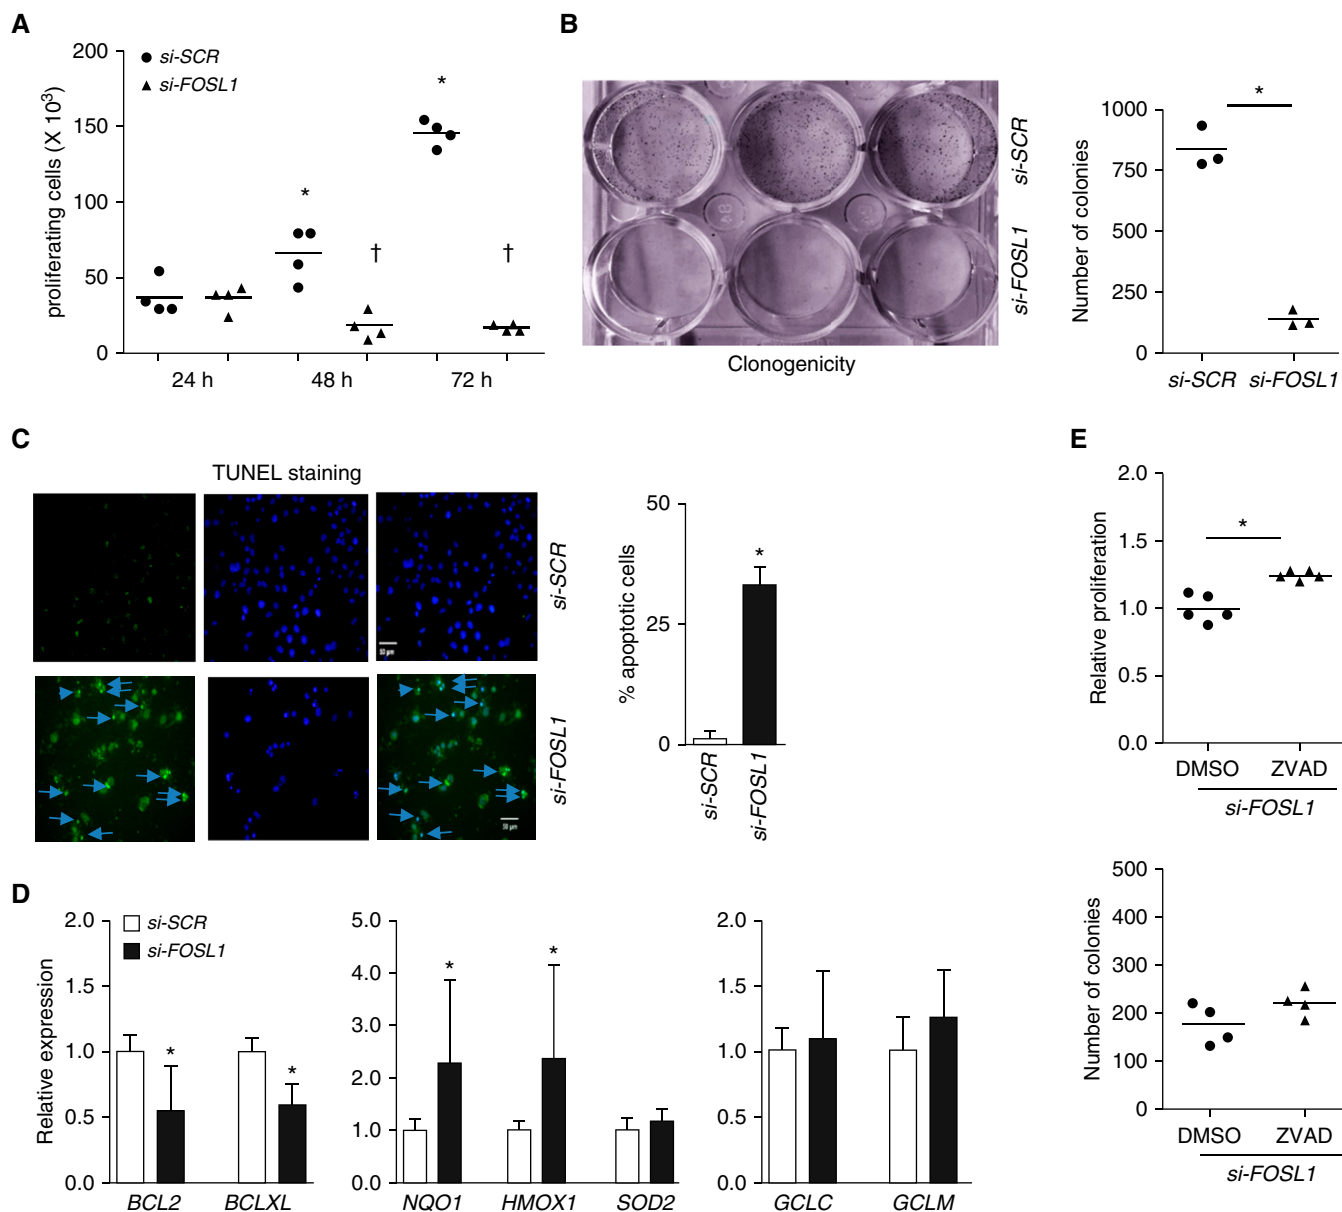 A
proliferating cells (X 10³)
200
150
100
50
0
si-SCR
si-FOSL1
*
*
†
†
24 h
48 h
72 h
B
si-SCR
si-FOSL1
Clonogenicity
Number of colonies
1000
750
500
250
0
*
si-SCR
si-FOSL1
C
TUNEL staining
si-SCR
si-FOSL1
50 µm
50 µm
% apoptotic cells
50
25
0
*
si-SCR
si-FOSL1
D
Relative expression
si-SCR
si-FOSL1
2.0
1.5
1.0
0.5
0.0
*
*
BCL2
BCLXL
5.0
4.0
3.0
2.0
1.0
0.0
*
*
NQO1
HMOX1
SOD2
2.0
1.5
1.0
0.5
0.0
GCLC
GCLM
E
Relative proliferation
2.0
1.5
1.0
0.5
0.0
*
DMSO
ZVAD
si-FOSL1
Number of colonies
500
400
300
200
100
0
DMSO
ZVAD
si-FOSL1